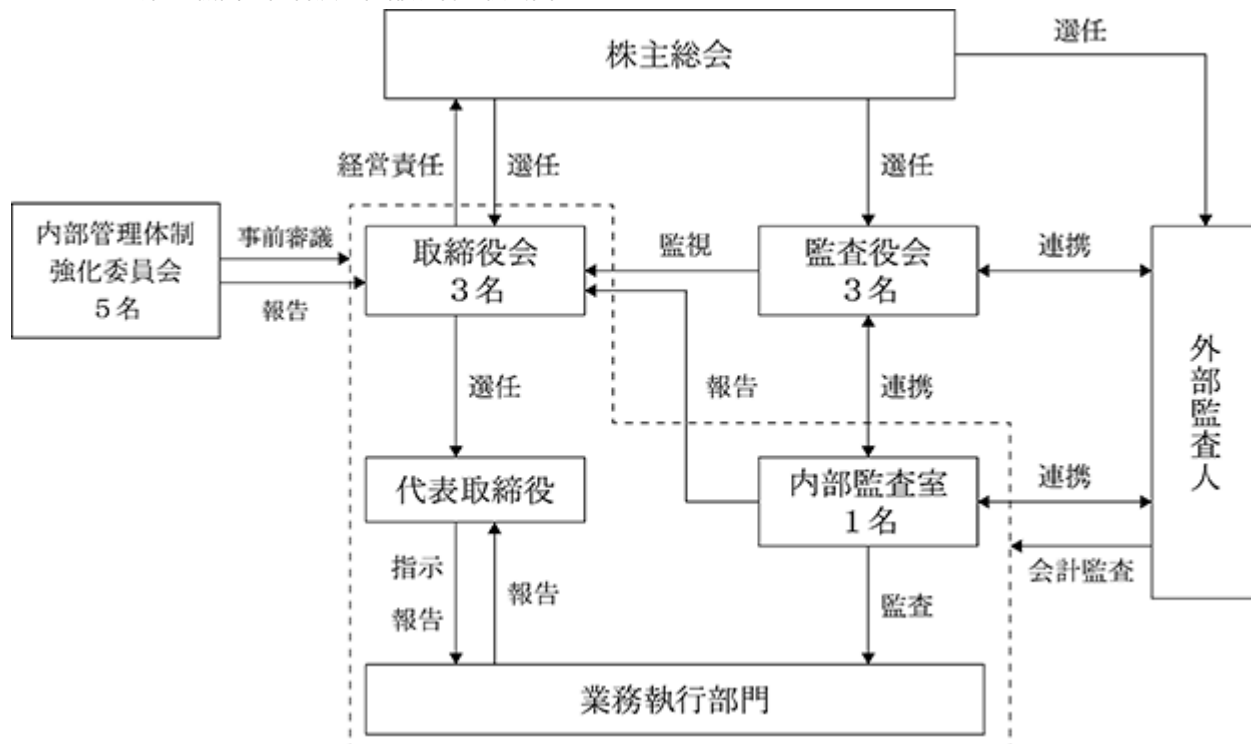 株主総会
選任
経営責任
選任
選任
内部管理体制
強化委員会
5名
事前審議
報告
取締役会
3名
監視
監査役会
3名
連携
外部監査人
選任
報告
連携
代表取締役
内部監査室
1名
連携
会計監査
指示
報告
報告
監査
業務執行部門